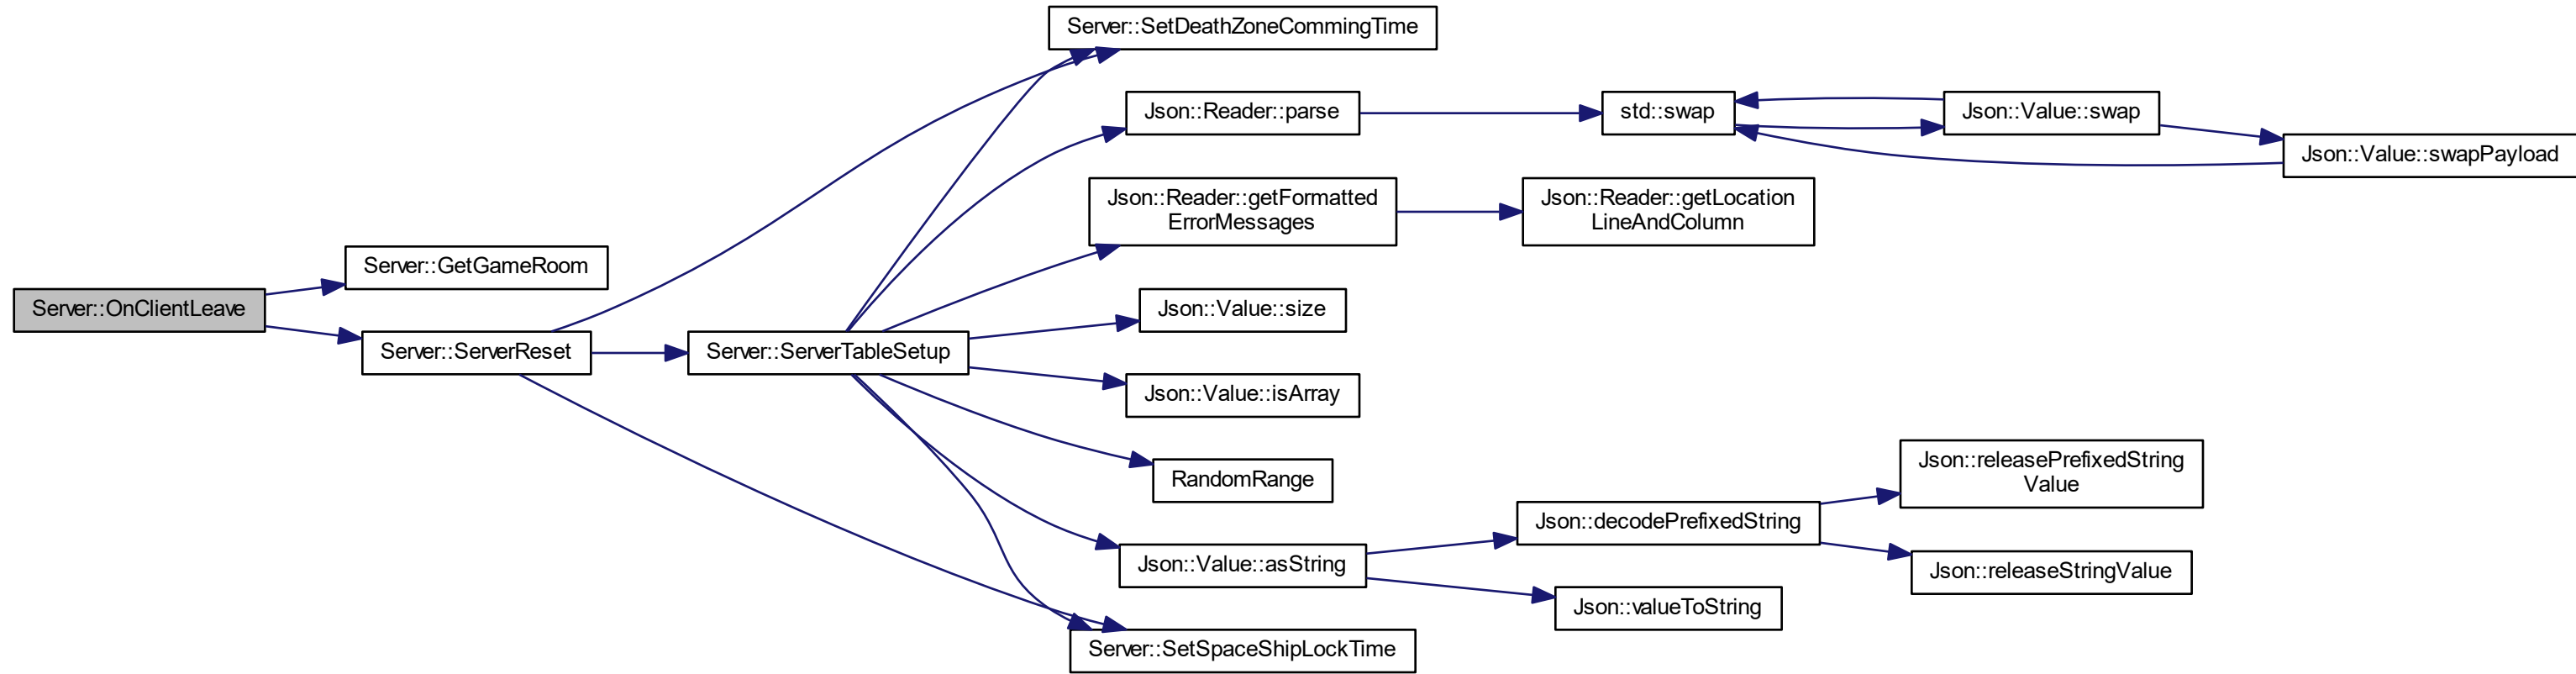 Server::SetDeathZoneCommingTime
Json::Reader::parse
std::swap
Json::Value::swap
Json::Value::swapPayload
Json::Reader::getFormatted
ErrorMessages
Json::Reader::getLocation
LineAndColumn
Server::GetGameRoom
Server::OnClientLeave
Json::Value::size
Server::ServerReset
Server::ServerTableSetup
Json::Value::isArray
RandomRange
Json::releasePrefixedString
Value
Json::decodePrefixedString
Json::Value::asString
Json::releaseStringValue
Json::valueToString
Server::SetSpaceShipLockTime